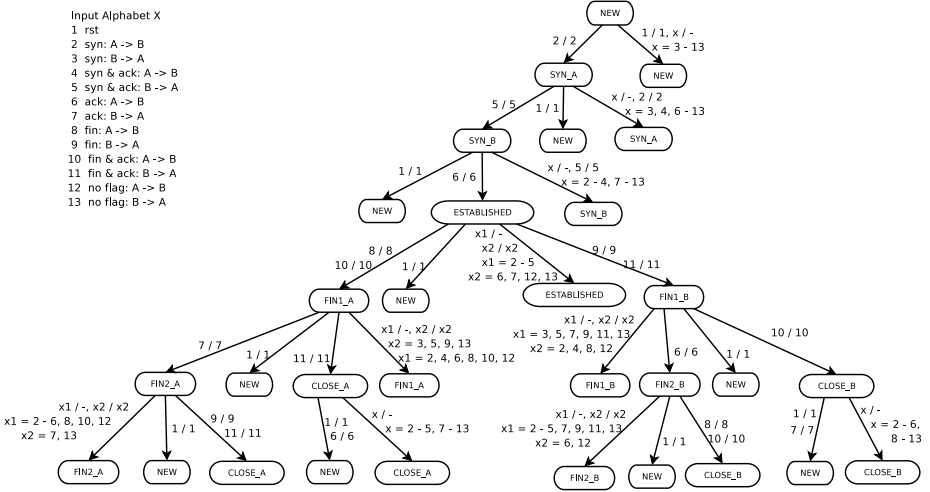 Input Alphabet X
1 rst
2 syn: A -> B
3 syn: B -> A
4 syn & ack: A -> B
5 syn & ack: B -> A
6 ack: A -> B
7 ack: B -> A
8 fin: A -> B
9 fin: B -> A
10 fin & ack: A -> B
11 fin & ack: B -> A
12 no flag: A -> B
13 no flag: B -> A
NEW
2 / 2
1 / 1, x / -
x = 3 - 13
SYN_A
NEW
5 / 5
1 / 1
x / -, 2 / 2
x = 3, 4, 6 - 13
SYN_B
NEW
SYN_A
1 / 1
6 / 6
x / -, 5 / 5
x = 2 - 4, 7 - 13
NEW
ESTABLISHED
SYN_B
8 / 8
10 / 10
1 / 1
x1 / -
x2 / x2
x1 = 2 - 5
x2 = 6, 7, 12, 13
9 / 9
11 / 11
FIN1_A
NEW
ESTABLISHED
FIN1_B
7 / 7
1 / 1
11 / 11
x1 / -, x2 / x2
x2 = 3, 5, 9, 13
x1 = 2, 4, 6, 8, 10, 12
x1 / -, x2 / x2
x1 = 3, 5, 7, 9, 11, 13
x2 = 2, 4, 8, 12
6 / 6
1 / 1
10 / 10
FIN2_A
NEW
CLOSE_A
FIN1_A
FIN1_B
FIN2_B
NEW
CLOSE_B
x1 / -, x2 / x2
x1 = 2 - 6, 8, 10, 12
x2 = 7, 13
1 / 1
9 / 9
11 / 11
1 / 1
6 / 6
x / -
x = 2 - 5, 7 - 13
x1 / -, x2 / x2
x1 = 2 - 5, 7, 9, 11, 13
x2 = 6, 12
1 / 1
8 / 8
10 / 10
1 / 1
7 / 7
x / -
x = 2 - 6,
8 - 13
FIN2_A
NEW
CLOSE_A
NEW
CLOSE_A
FIN2_B
NEW
CLOSE_B
NEW
CLOSE_B